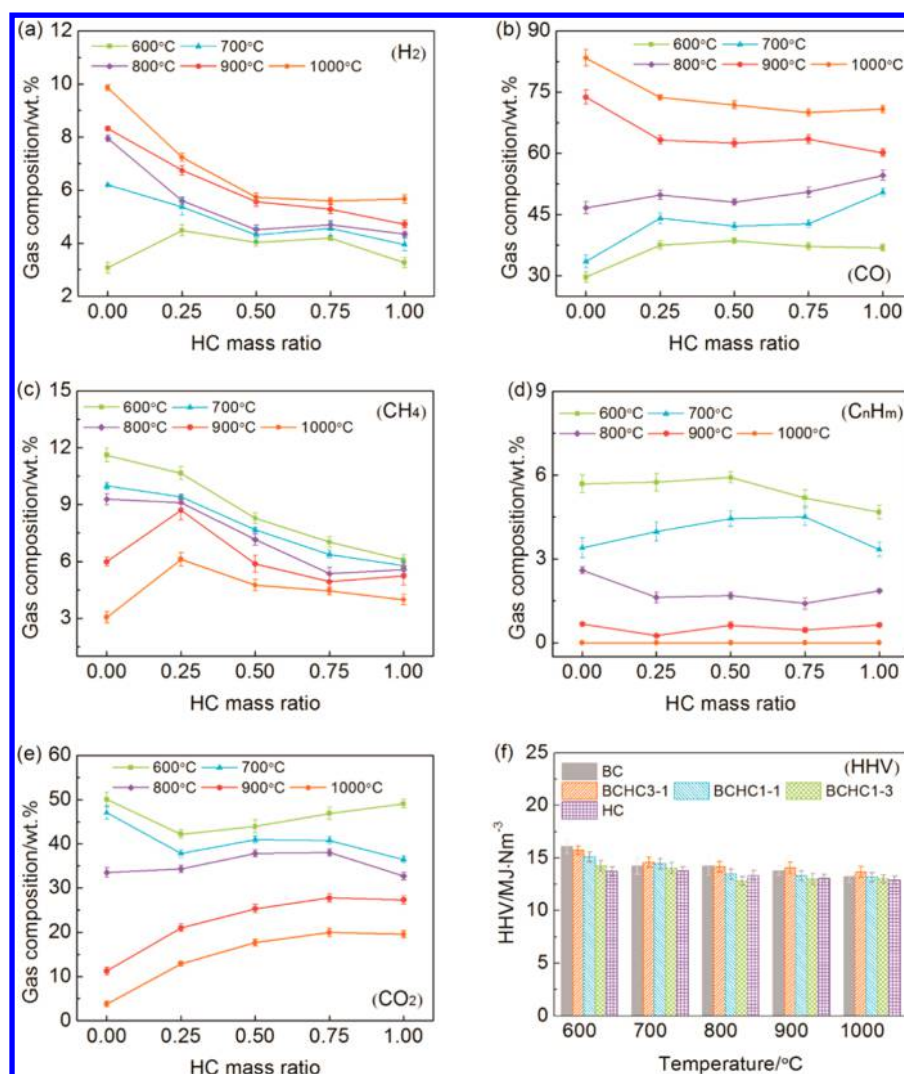 (a)
(H2)
600°C 700°C
800°C 900°C 1000°C
12
10
8
6
4
2
Gas composition/wt.%
0.00 0.25 0.50 0.75 1.00
HC mass ratio
(b)
600°C 700°C
800°C 900°C 1000°C
90
75
60
45
30
Gas composition/wt.%
(CO)
0.00 0.25 0.50 0.75 1.00
HC mass ratio
(c)
(CH4)
600°C 700°C
800°C 900°C 1000°C
15
12
9
6
3
Gas composition/wt.%
0.00 0.25 0.50 0.75 1.00
HC mass ratio
(d)
(CnHm)
600°C 700°C
800°C 900°C 1000°C
9
6
3
0
Gas composition/wt.%
0.00 0.25 0.50 0.75 1.00
HC mass ratio
(e)
600°C 700°C
800°C 900°C 1000°C
60
50
40
30
20
10
0
Gas composition/wt.%
(CO2)
0.00 0.25 0.50 0.75 1.00
HC mass ratio
(f)
(HHV)
BC
BCHC3-1 BCHC1-1 BCHC1-3
HC
25
20
15
10
5
0
HHV/MJ·Nm-3
600 700 800 900 1000
Temperature/°C